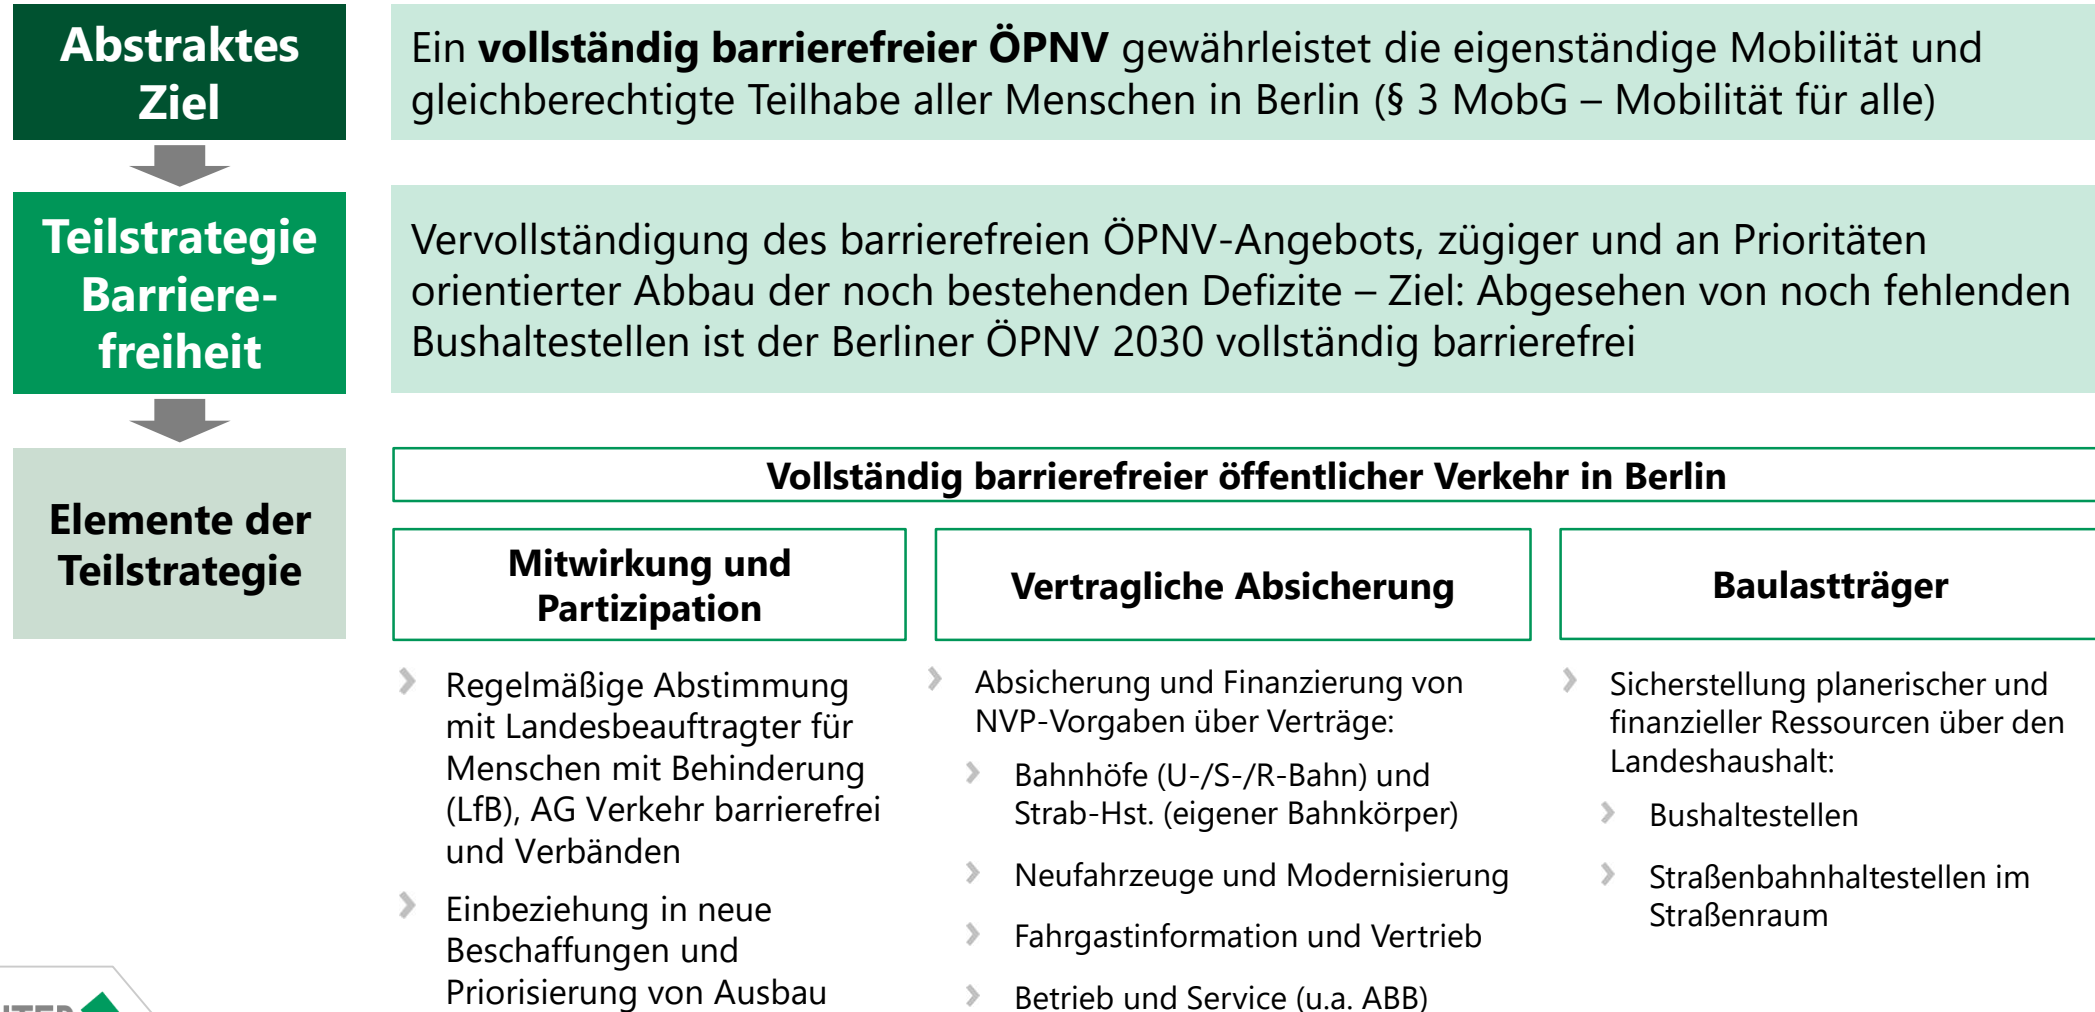 Abstraktes
Ziel
Ein vollständig barrierefreier ÖPNV gewährleistet die eigenständige Mobilität und
gleichberechtigte Teilhabe aller Menschen in Berlin (§ 3 MobG – Mobilität für alle)
Teilstrategie
Barriere-
freiheit
Vervollständigung des barrierefreien ÖPNV-Angebots, zügiger und an Prioritäten
orientierter Abbau der noch bestehenden Defizite – Ziel: Abgesehen von noch fehlenden
Bushaltestellen ist der Berliner ÖPNV 2030 vollständig barrierefrei
Elemente der
Teilstrategie
Vollständig barrierefreier öffentlicher Verkehr in Berlin
Mitwirkung und
Partizipation
Regelmäßige Abstimmung
mit Landesbeauftragter für
Menschen mit Behinderung
(LfB), AG Verkehr barrierefrei
und Verbänden
Einbeziehung in neue
Beschaffungen und
Priorisierung von Ausbau
Vertragliche Absicherung
Absicherung und Finanzierung von
NVP-Vorgaben über Verträge:
Bahnhöfe (U-/S-/R-Bahn) und
Strab-Hst. (eigener Bahnkörper)
Neufahrzeuge und Modernisierung
Fahrgastinformation und Vertrieb
Betrieb und Service (u.a. ABB)
Baulastträger
Sicherstellung planerischer und
finanzieller Ressourcen über den
Landeshaushalt:
Bushaltestellen
Straßenbahnhaltestellen im
Straßenraum